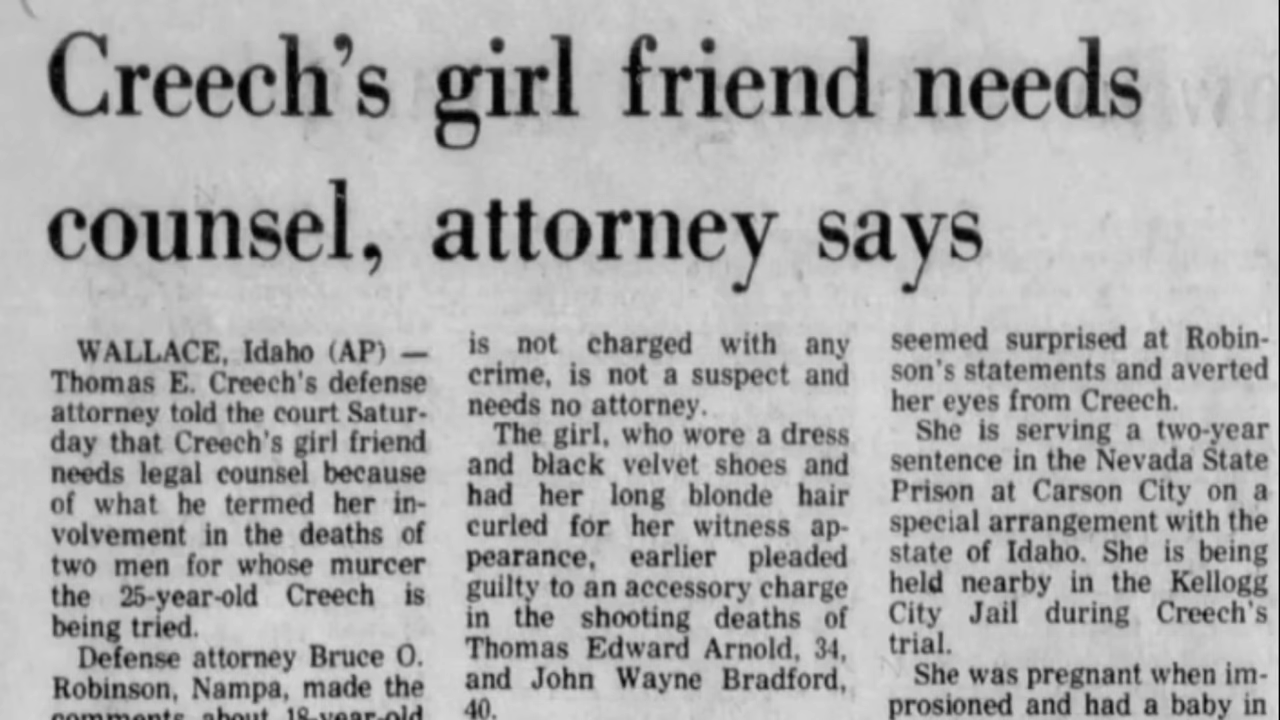 Creech's girl friend needs
counsel, attorney says
WALLACE, Idaho (AP) —
Thomas E. Creech's defense
attorney told the court Satur-
day that Creech's girl friend
needs legal counsel because
of what he termed her in-
volvement in the deaths of
two men for whose murcer
the 25-year-old Creech is
being tried.
Defense attorney Bruce O.
Robinson, Nampa, made the
comments about 18-year-old
is not charged with any
crime, is not a suspect and
needs no attorney.
The girl, who wore a dress
and black velvet shoes and
had her long blonde hair
curled for her witness ap-
pearance, earlier pleaded
guilty to an accessory charge
in the shooting deaths of
Thomas Edward Arnold, 34,
and John Wayne Bradford,
40.
seemed surprised at Robin-
son's statements and averted
her eyes from Creech.
She is serving a two-year
sentence in the Nevada State
Prison at Carson City on a
special arrangement with the
state of Idaho. She is being
held nearby in the Kellogg
City Jail during Creech's
trial.
She was pregnant when im-
prosioned and had a baby in